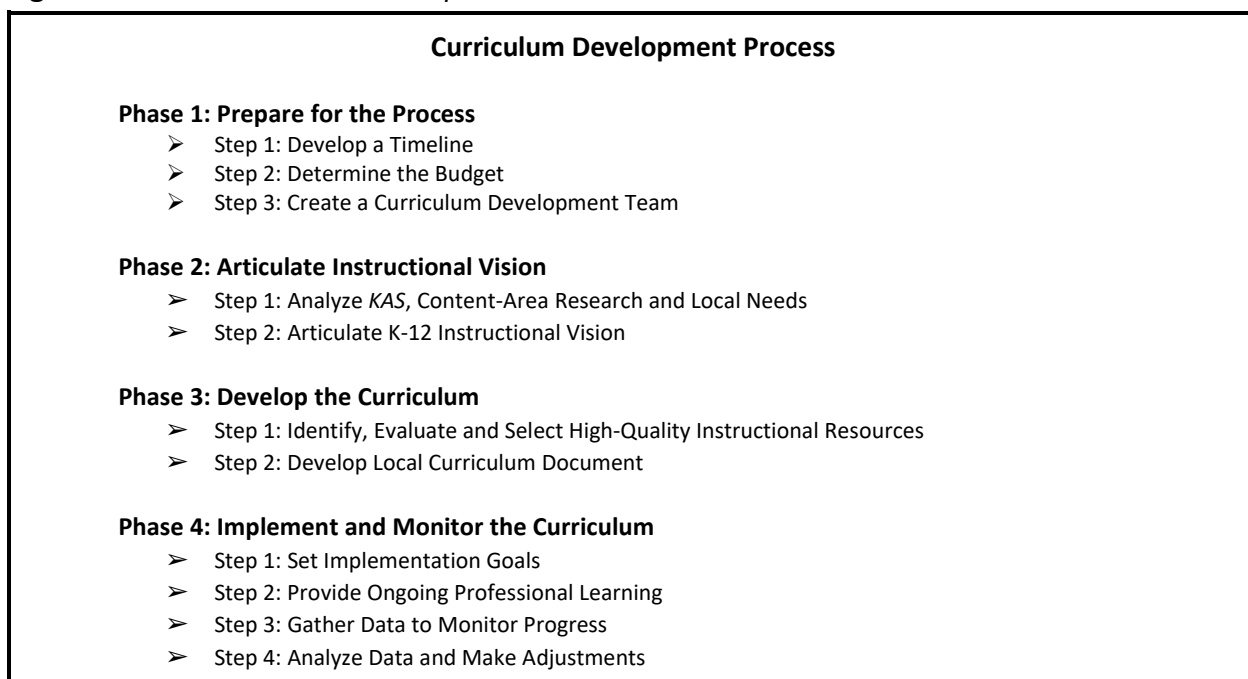 Curriculum Development Process
Phase 1: Prepare for the Process
➢ Step 1: Develop a Timeline
➢ Step 2: Determine the Budget
➢ Step 3: Create a Curriculum Development Team
Phase 2: Articulate Instructional Vision
➢ Step 1: Analyze KAS, Content-Area Research and Local Needs
➢ Step 2: Articulate K-12 Instructional Vision
Phase 3: Develop the Curriculum
➢ Step 1: Identify, Evaluate and Select High-Quality Instructional Resources
➢ Step 2: Develop Local Curriculum Document
Phase 4: Implement and Monitor the Curriculum
➢ Step 1: Set Implementation Goals
➢ Step 2: Provide Ongoing Professional Learning
➢ Step 3: Gather Data to Monitor Progress
➢ Step 4: Analyze Data and Make Adjustments